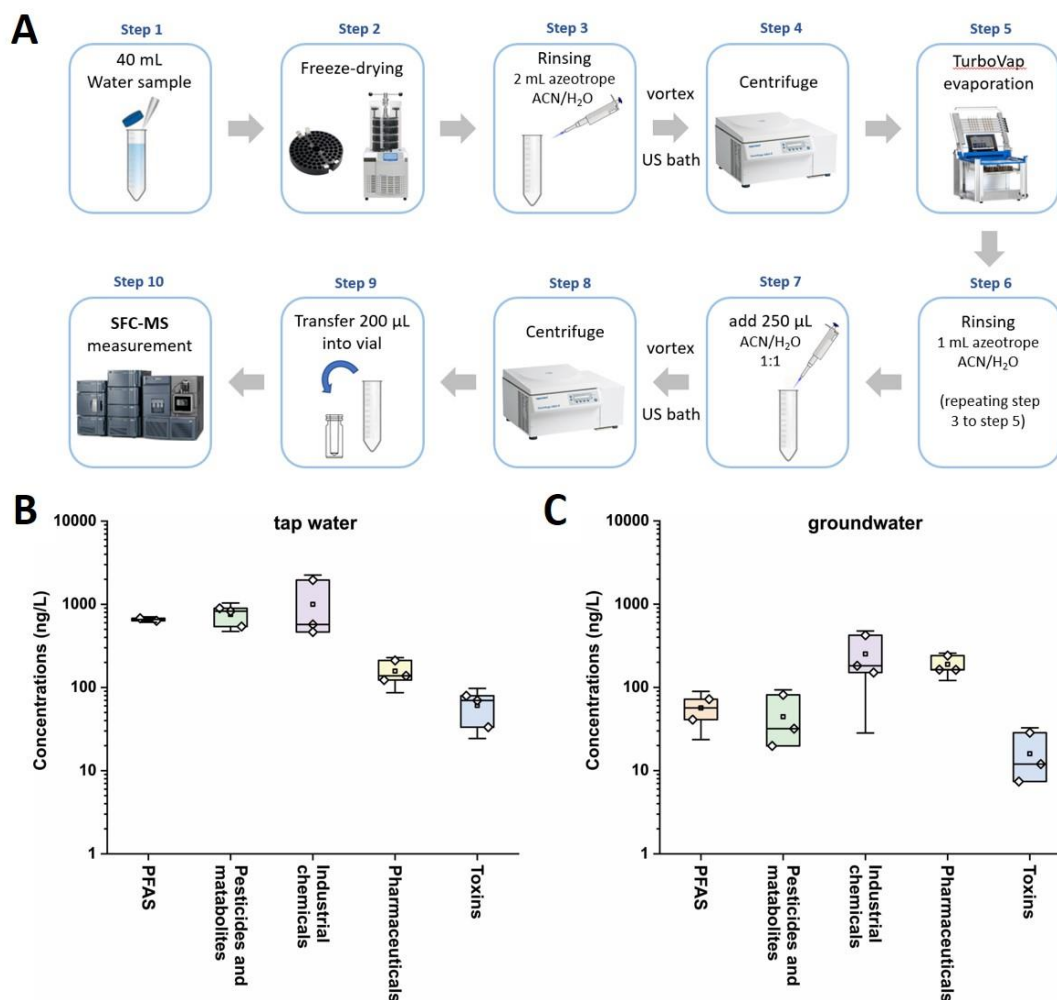 A
Step 1
40 mL
Water sample
Step 2
Freeze-drying
Step 3
Rinsing
2 mL azeotrope
ACN/H₂O
vortex
US bath
Step 4
Centrifuge
Step 5
TurboVap
evaporation
Step 10
SFC-MS
measurement
Step 9
Transfer 200 µL
into vial
Step 8
Centrifuge
vortex
US bath
Step 7
add 250 µL
ACN/H₂O
1:1
Step 6
Rinsing
1 mL azeotrope
ACN/H₂O
(repeating step
3 to step 5)
B
tap water
Concentrations (ng/L)
10000
1000
100
10
1
PFAS
Pesticides and
matabolites
Industrial
chemicals
Pharmaceuticals
Toxins
C
groundwater
Concentrations (ng/L)
10000
1000
100
10
1
PFAS
Pesticides and
matabolites
Industrial
chemicals
Pharmaceuticals
Toxins